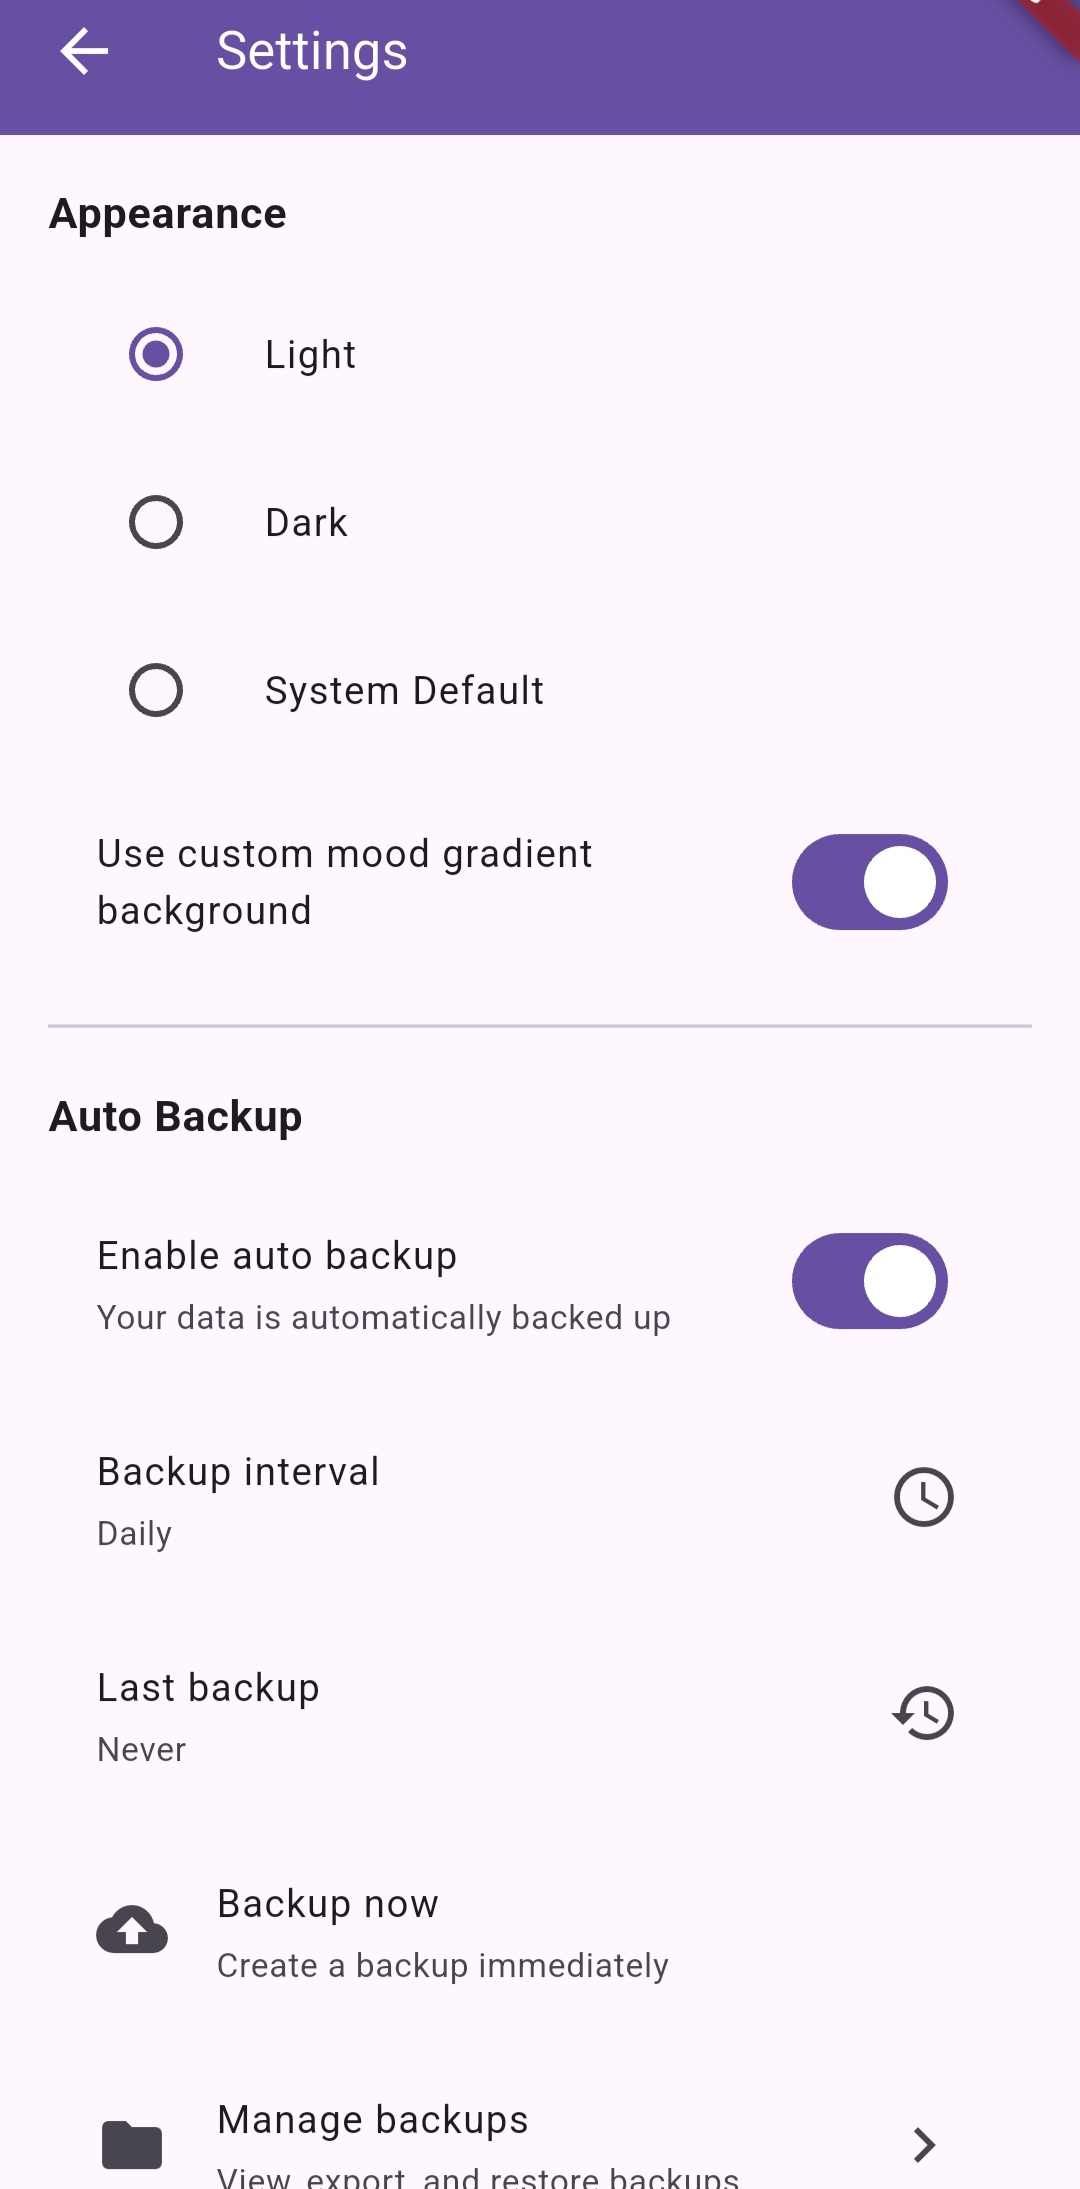 Settings
Appearance
Light
Dark
System Default
Use custom mood gradient
background
Auto Backup
Enable auto backup
Your data is automatically backed up
Backup interval
Daily
Last backup
Never
Backup now
Create a backup immediately
Manage backups
View, export, and restore backups